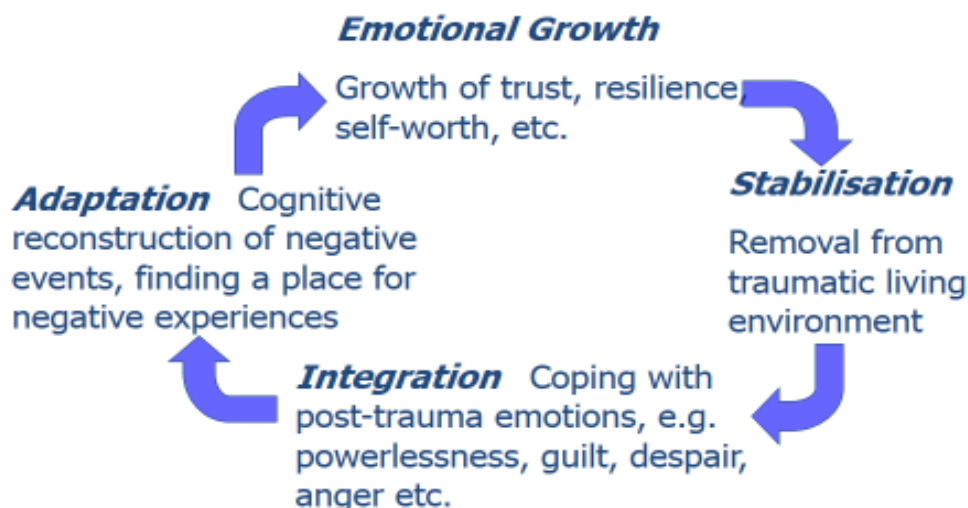 Emotional Growth
Growth of trust, resilience,
self-worth, etc.
Stabilisation
Removal from
traumatic living
environment
Integration Coping with
post-trauma emotions, e.g.
powerlessness, guilt, despair,
anger etc.
Adaptation Cognitive
reconstruction of negative
events, finding a place for
negative experiences